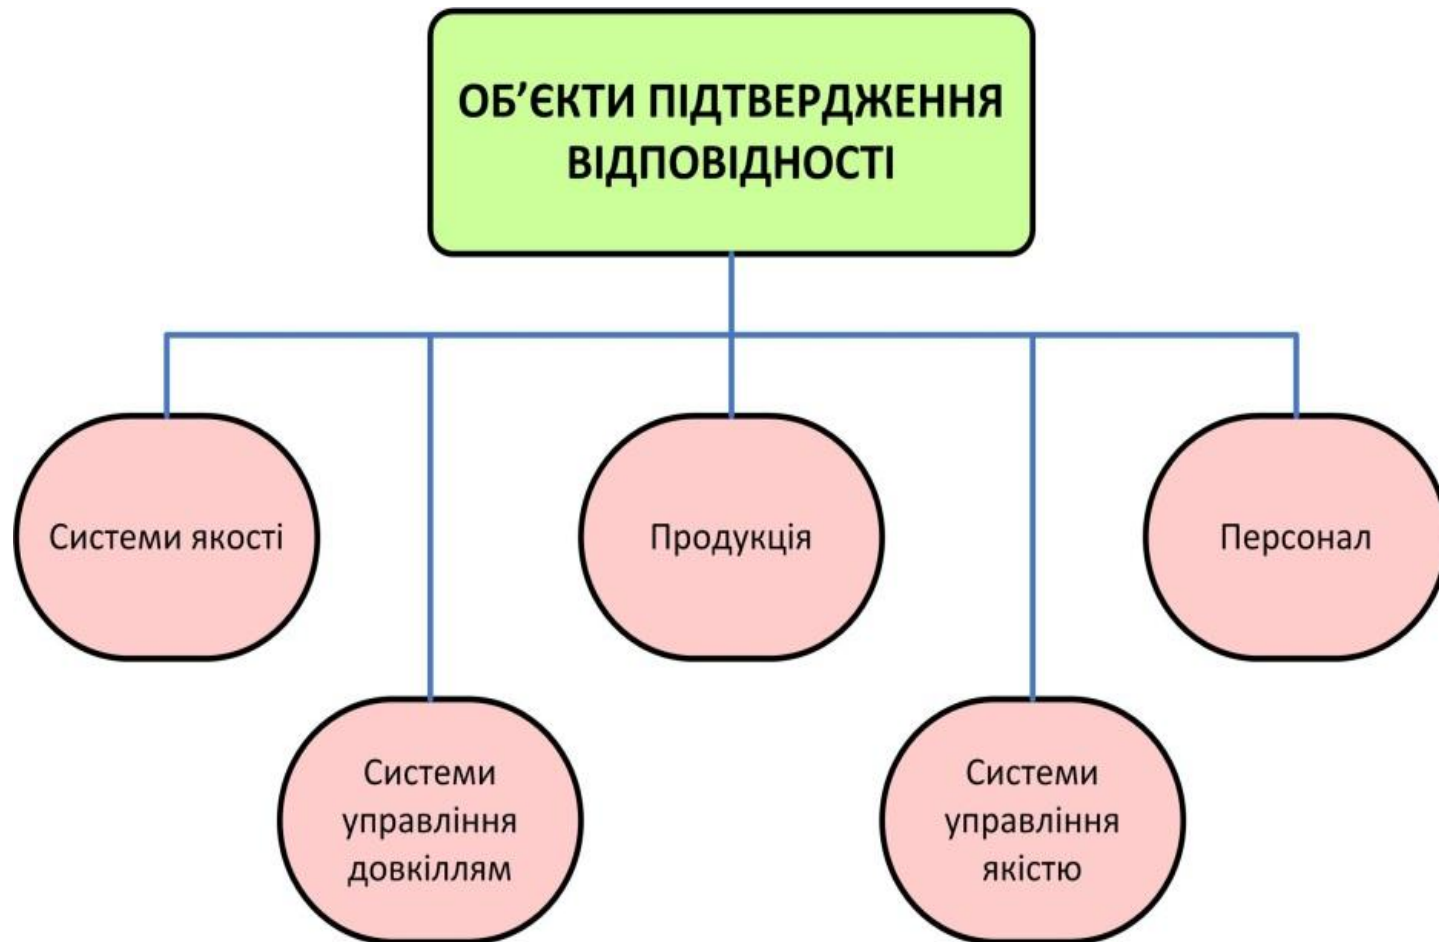 ОБ’ЄКТИ ПІДТВЕРДЖЕННЯ
ВІДПОВІДНОСТІ
Системи якості
Продукція
Персонал
Системи
управління
довкіллям
Системи
управління
якістю